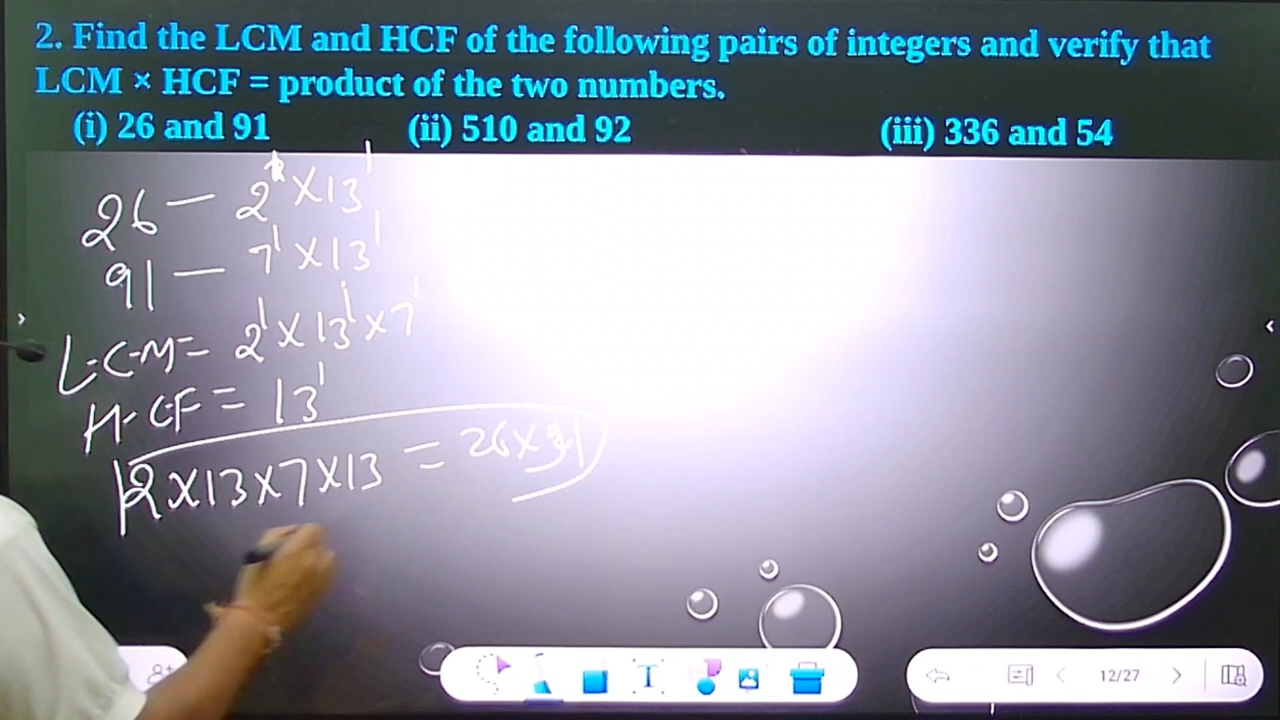 2. Find the LCM and HCF of the following pairs of integers and verify that
LCM × HCF = product of the two numbers.
(i) 26 and 91 (ii) 510 and 92 (iii) 336 and 54
26 — 2¹ × 13¹
91 — 7¹ × 13¹
L.C.M = 2¹ × 13¹ × 7¹
H.C.F = 13¹
2 × 13 × 7 × 13 = 26 × 91
T
12/27